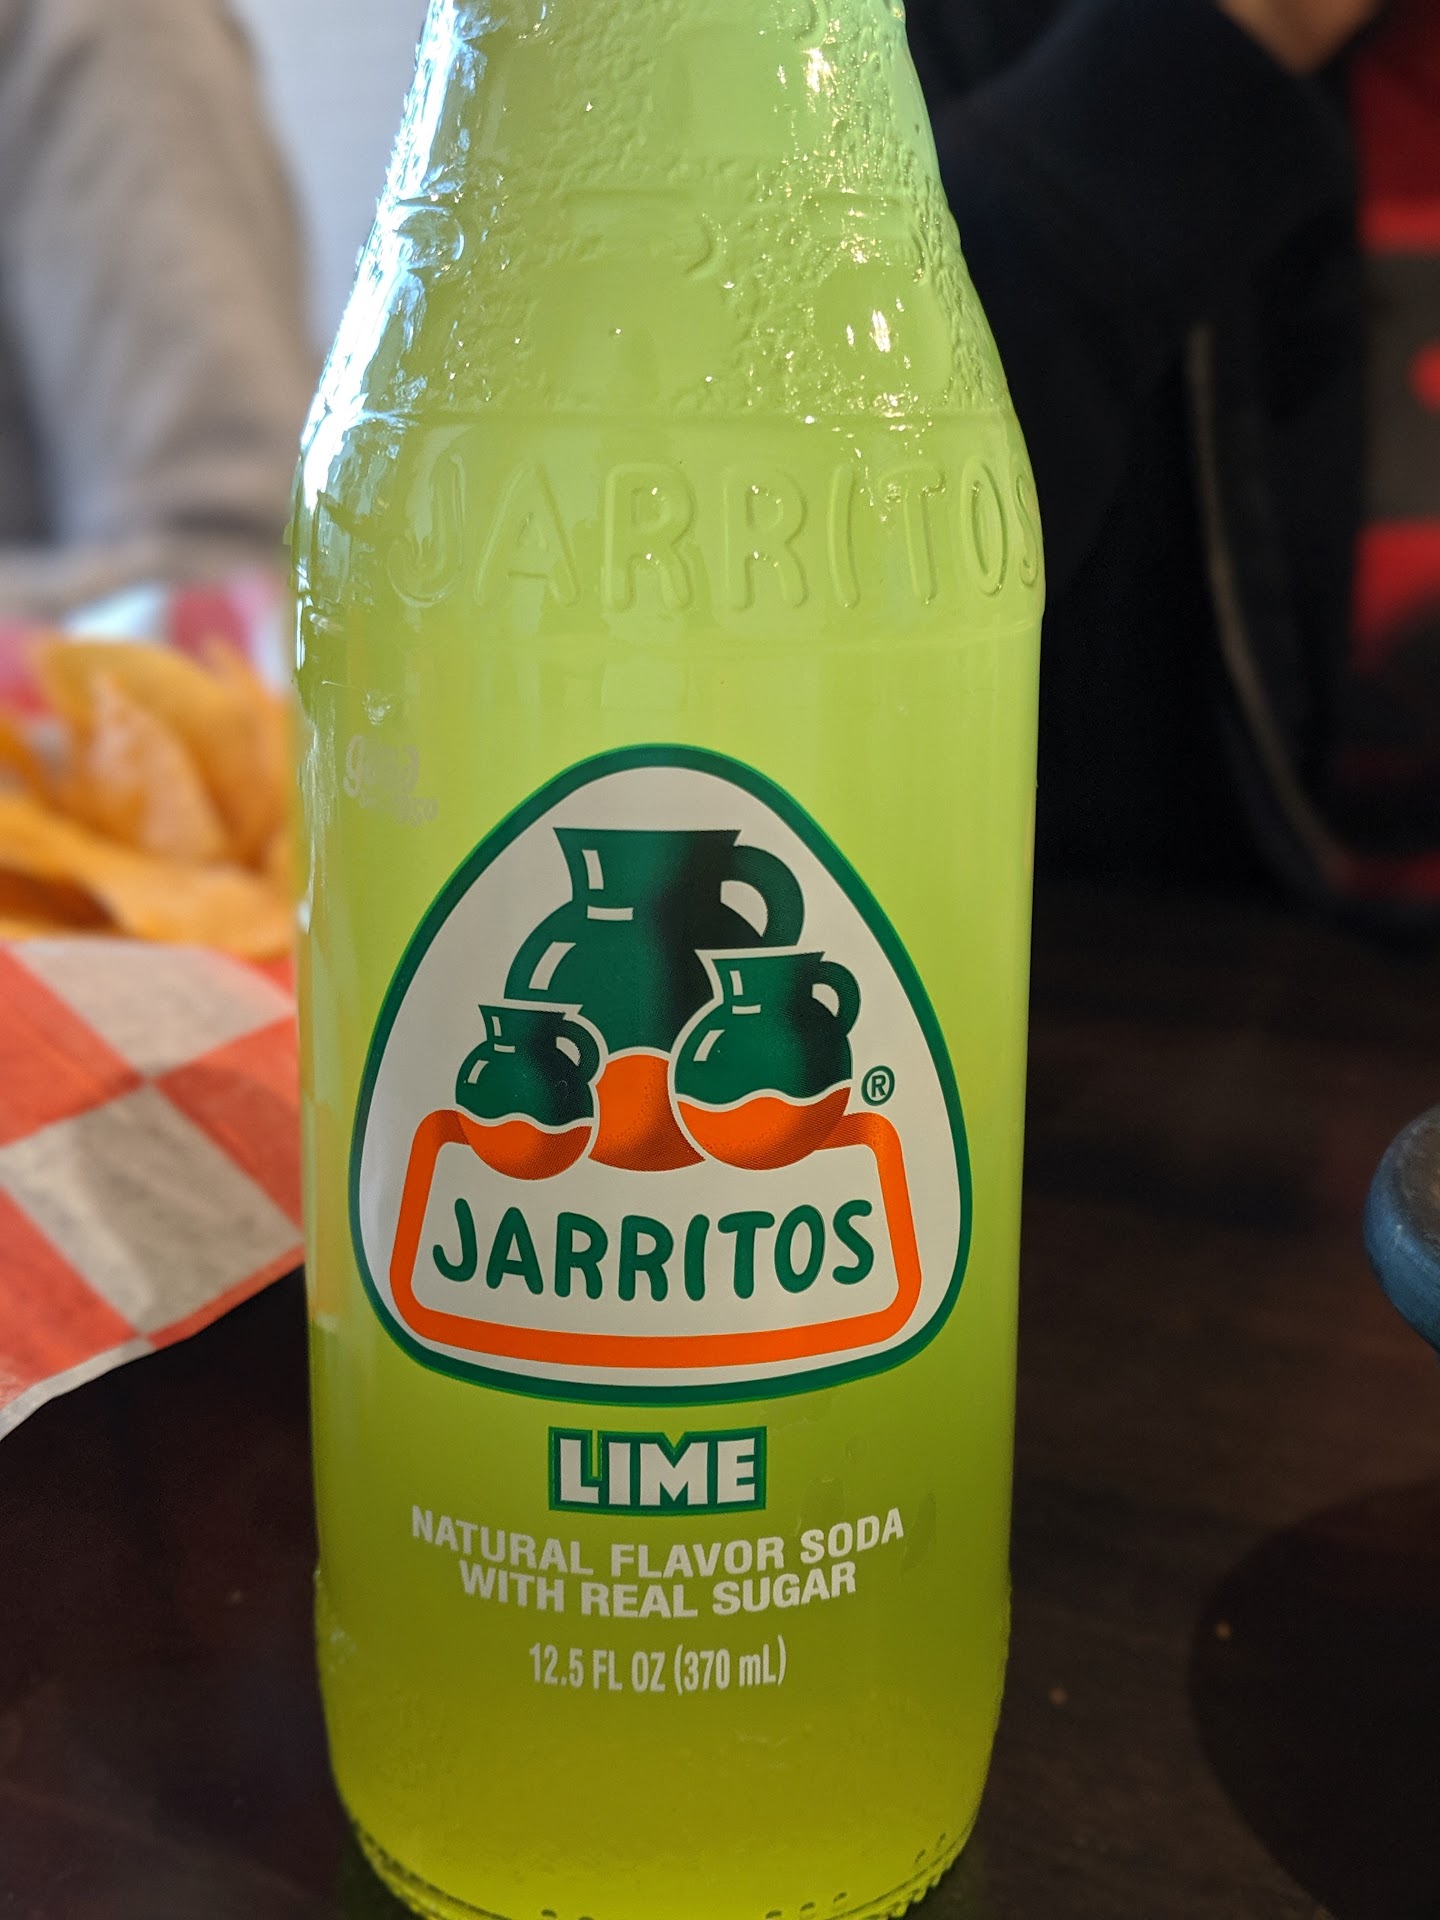 JARRITOS
®
JARRITOS
LIME
NATURAL FLAVOR SODA
WITH REAL SUGAR
12.5 FL OZ (370 mL)